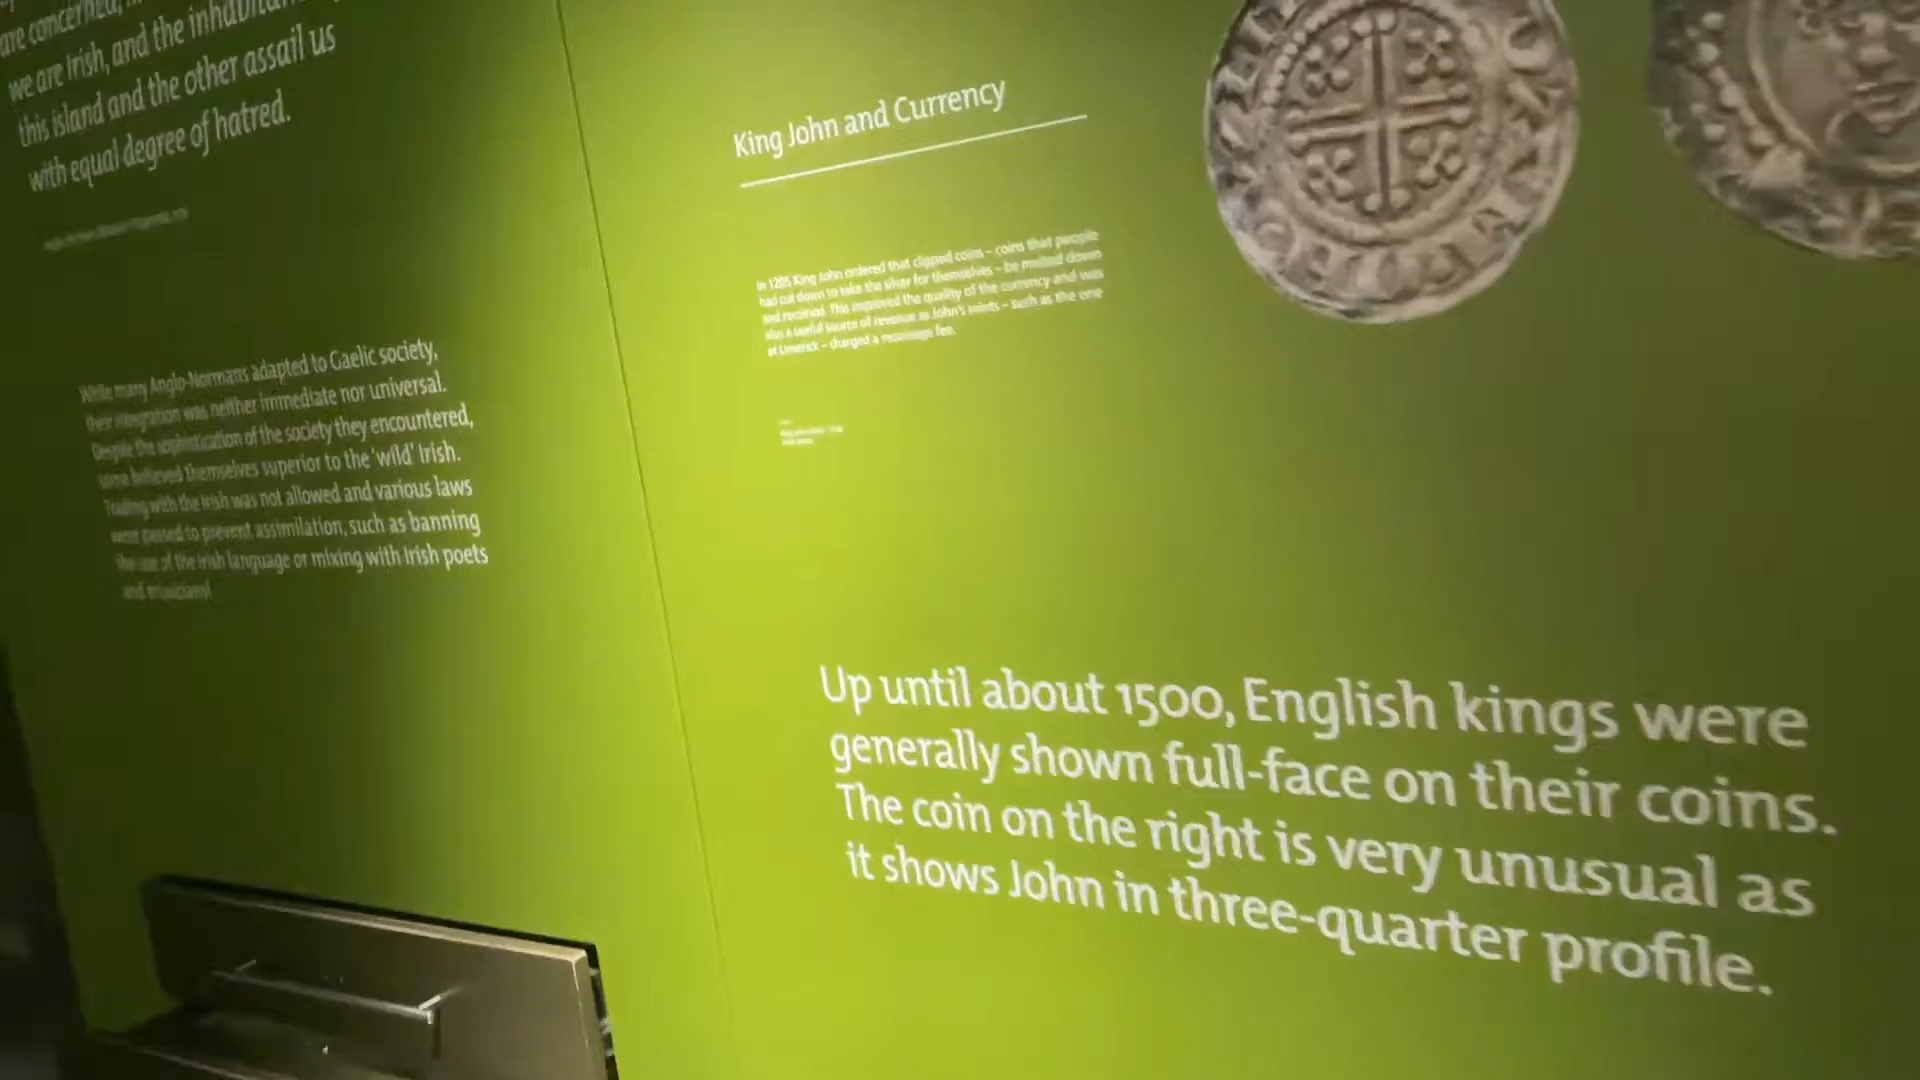 are concerned,
we are Irish, and the inhabitants
this island and the other assail us
with equal degree of hatred.
While many Anglo-Normans adapted to Gaelic society,
their integration was neither immediate nor universal.
Despite the sophistication of the society they encountered,
some believed themselves superior to the 'wild' Irish.
Trading with the Irish was not allowed and various laws
were passed to prevent assimilation, such as banning
the use of the Irish language or mixing with Irish poets
and musicians!
King John and Currency
In 1205 King John ordered that clipped coins – coins that people
had cut down to take the silver for themselves – be melted down
and recoined. This improved the quality of the currency and was
also a useful source of revenue as John's mints – such as the one
at Limerick – charged a recoinage fee.
Up until about 1500, English kings were
generally shown full-face on their coins.
The coin on the right is very unusual as
it shows John in three-quarter profile.